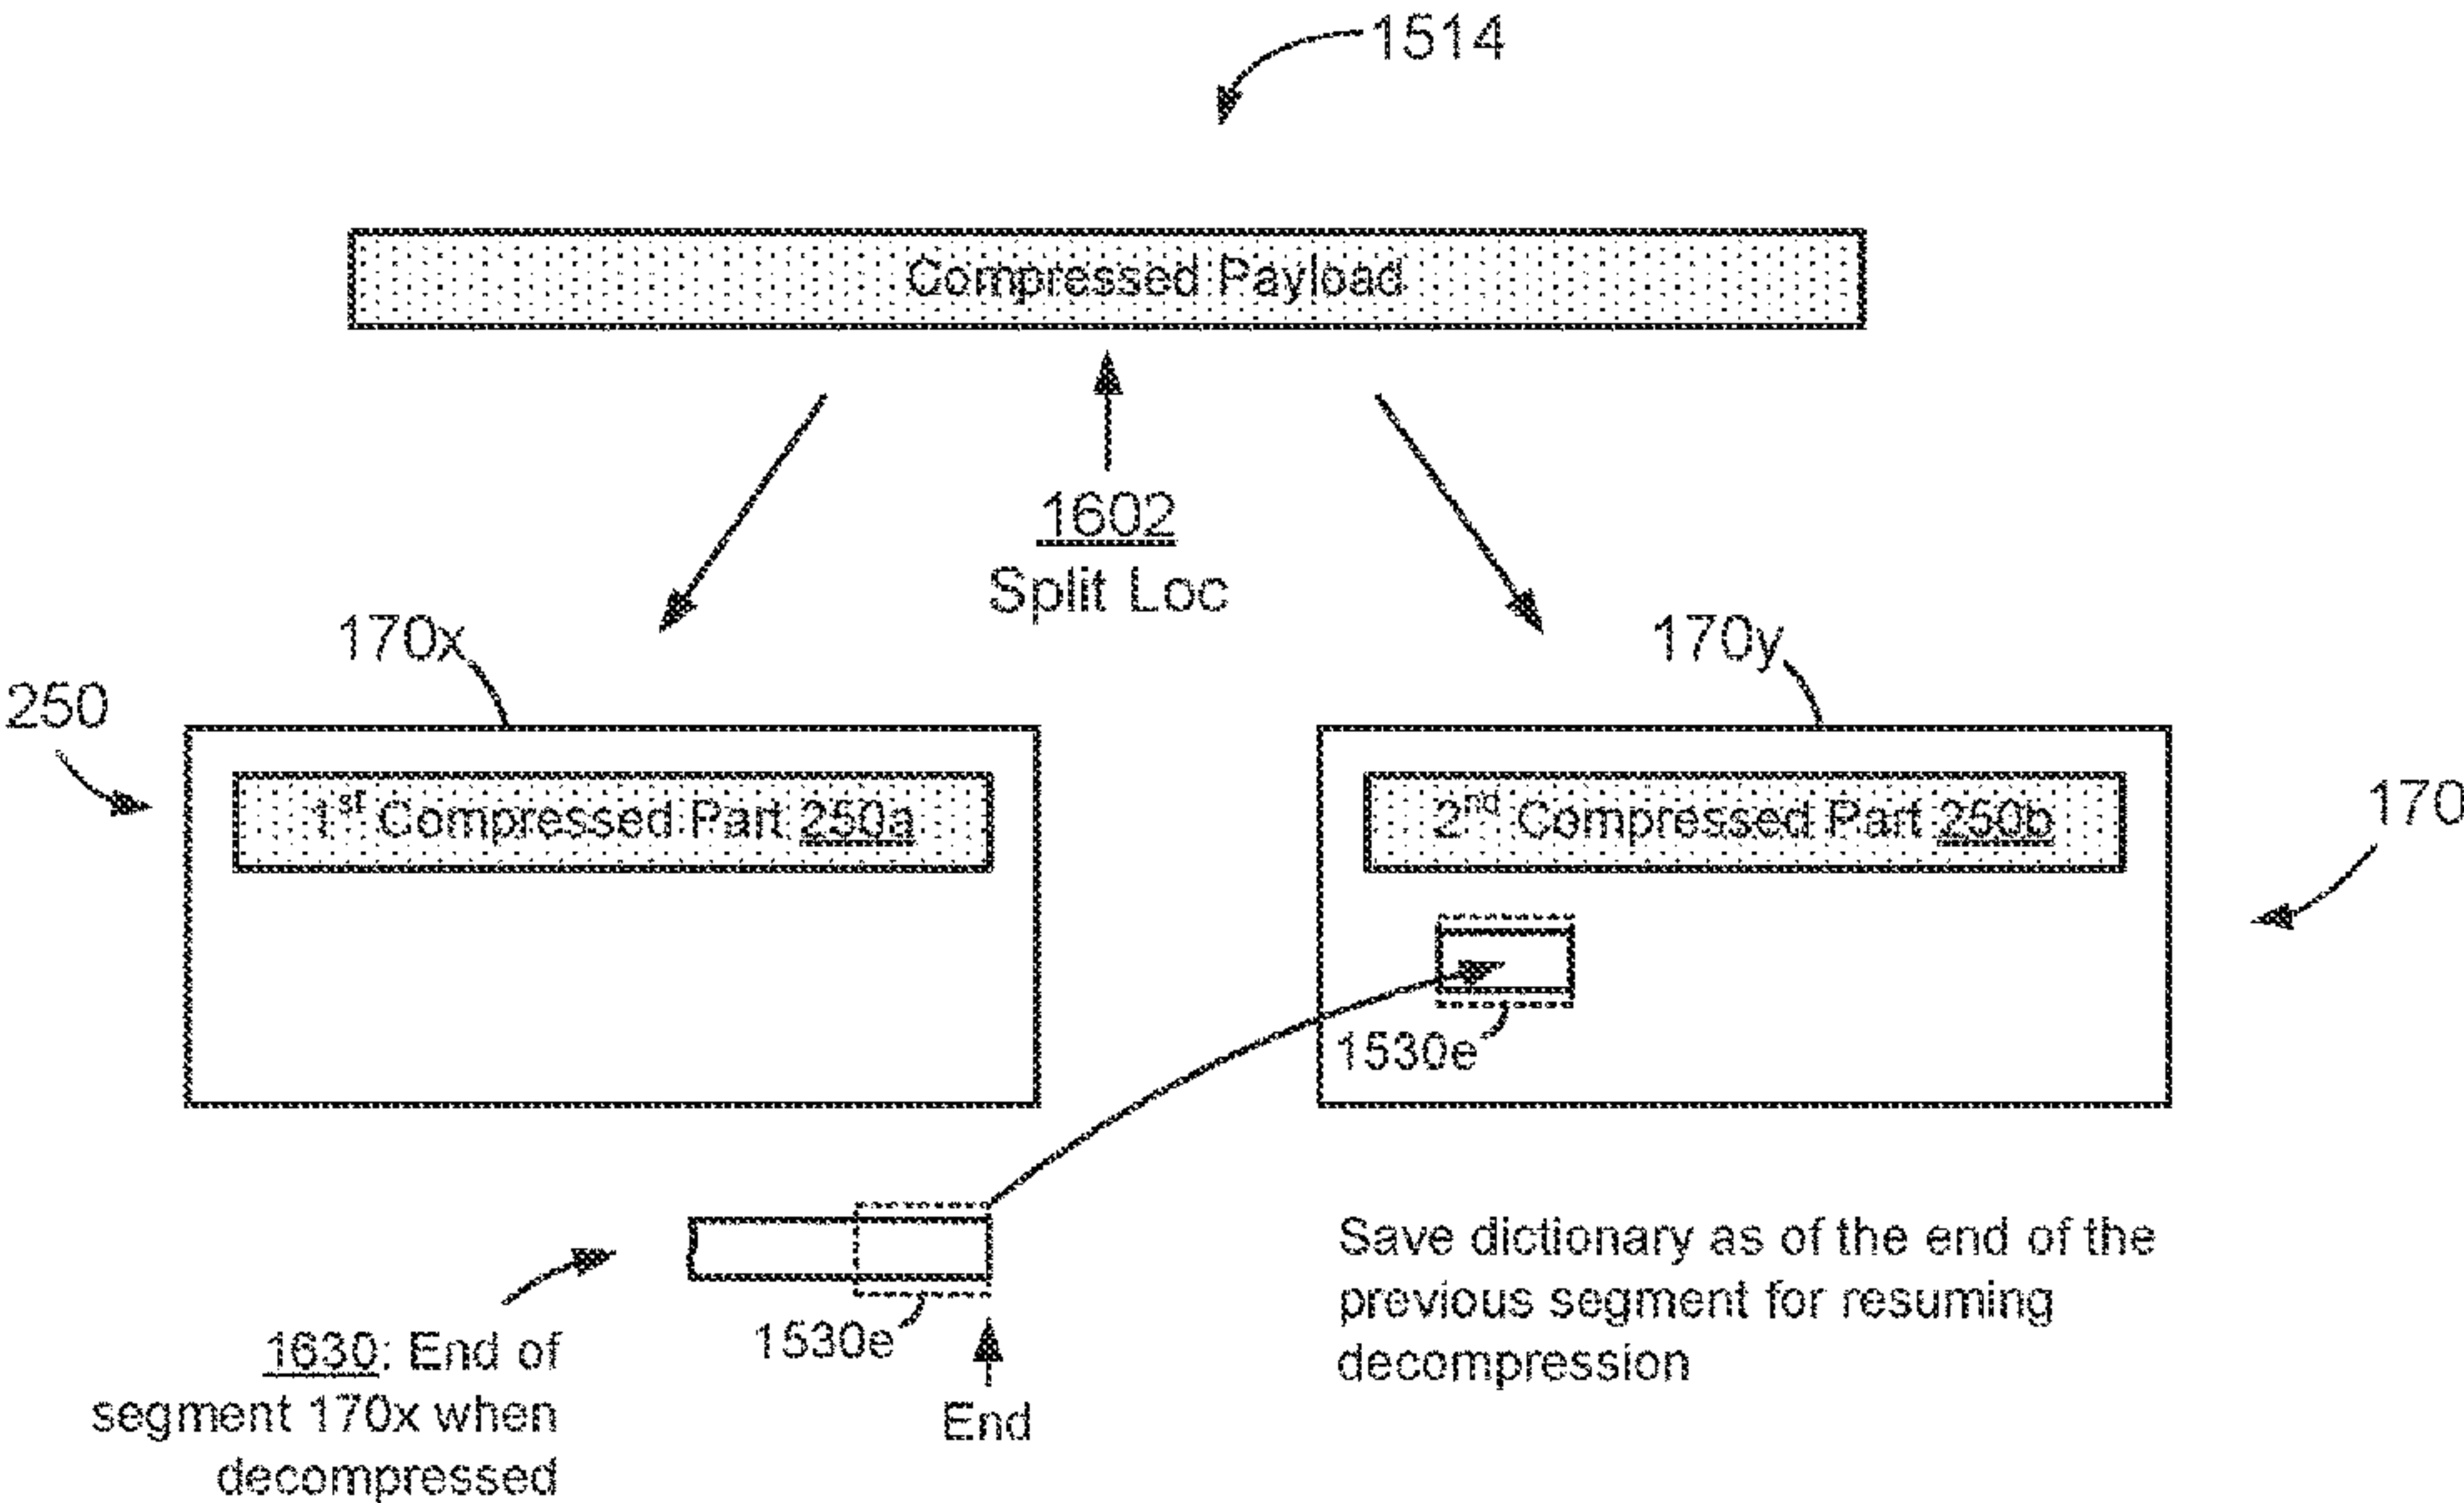 1514
Compressed Payload
1602
Split Loc
170x
170y
250
1st Compressed Part 250a
2nd Compressed Part 250b
170
1530e
Save dictionary as of the end of the
previous segment for resuming
decompression
1530e
End
1630: End of
segment 170x when
decompressed